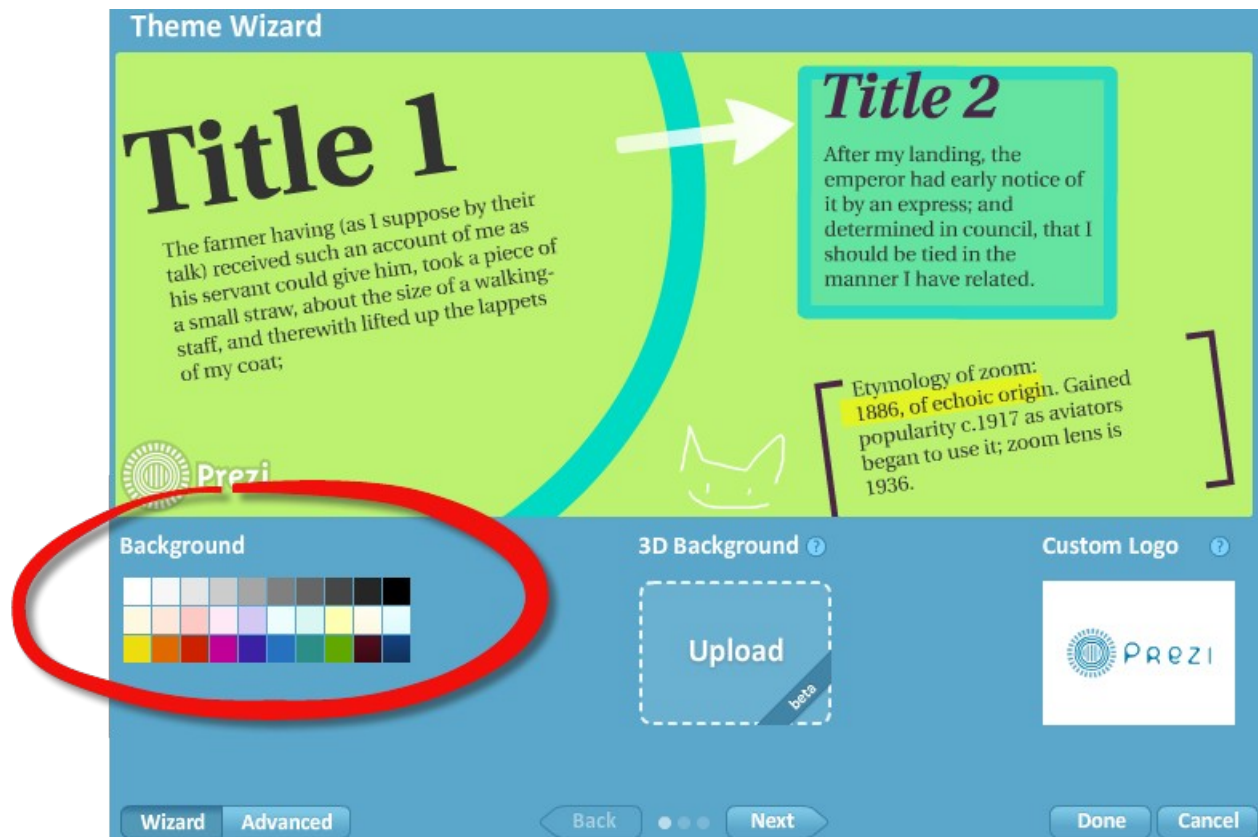 Theme Wizard
Title 1
The farmer having (as I suppose by their
talk) received such an account of me as
his servant could give him, took a piece of
a small straw, about the size of a walking-
staff, and therewith lifted up the lappets
of my coat;
Title 2
After my landing, the
emperor had early notice of
it by an express; and
determined in council, that I
should be tied in the
manner I have related.
Etymology of zoom:
1886, of echoic origin. Gained
popularity c.1917 as aviators
began to use it; zoom lens is
1936.
Prezi
Background
3D Background ?
Custom Logo ?
Upload
beta
PREZI
Wizard Advanced Back Next Done Cancel